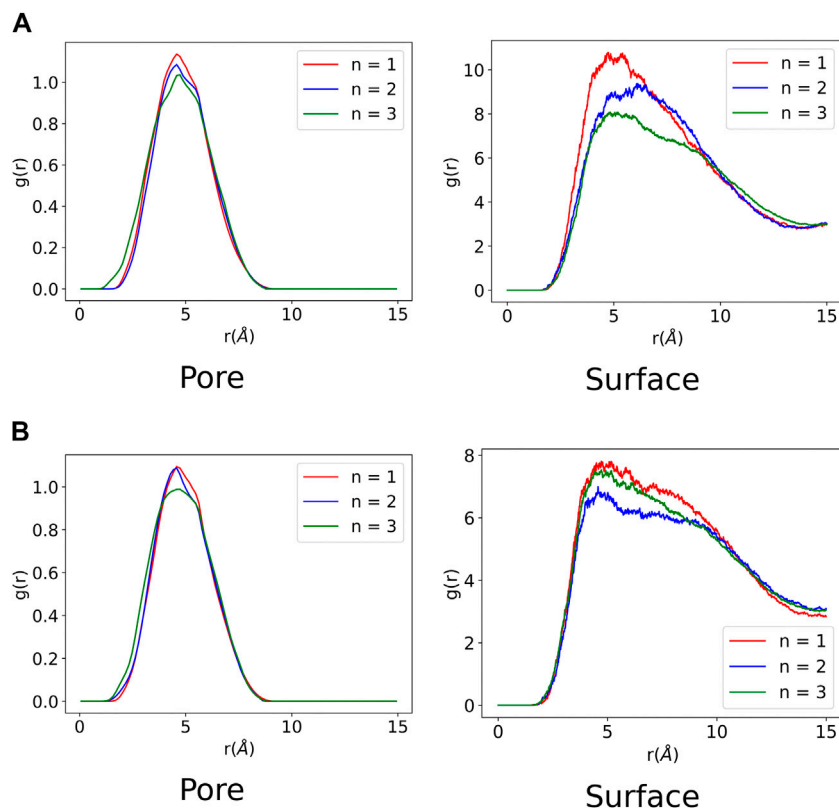 A
n = 1
n = 2
n = 3
g(r)
1.0
0.8
0.6
0.4
0.2
0.0
0 5 10 15
r(Å)
Pore
n = 1
n = 2
n = 3
g(r)
10
8
6
4
2
0
0 5 10 15
r(Å)
Surface
B
n = 1
n = 2
n = 3
g(r)
1.0
0.8
0.6
0.4
0.2
0.0
0 5 10 15
r(Å)
Pore
g(r)
8
6
4
2
0
n = 1
n = 2
n = 3
0 5 10 15
r(Å)
Surface